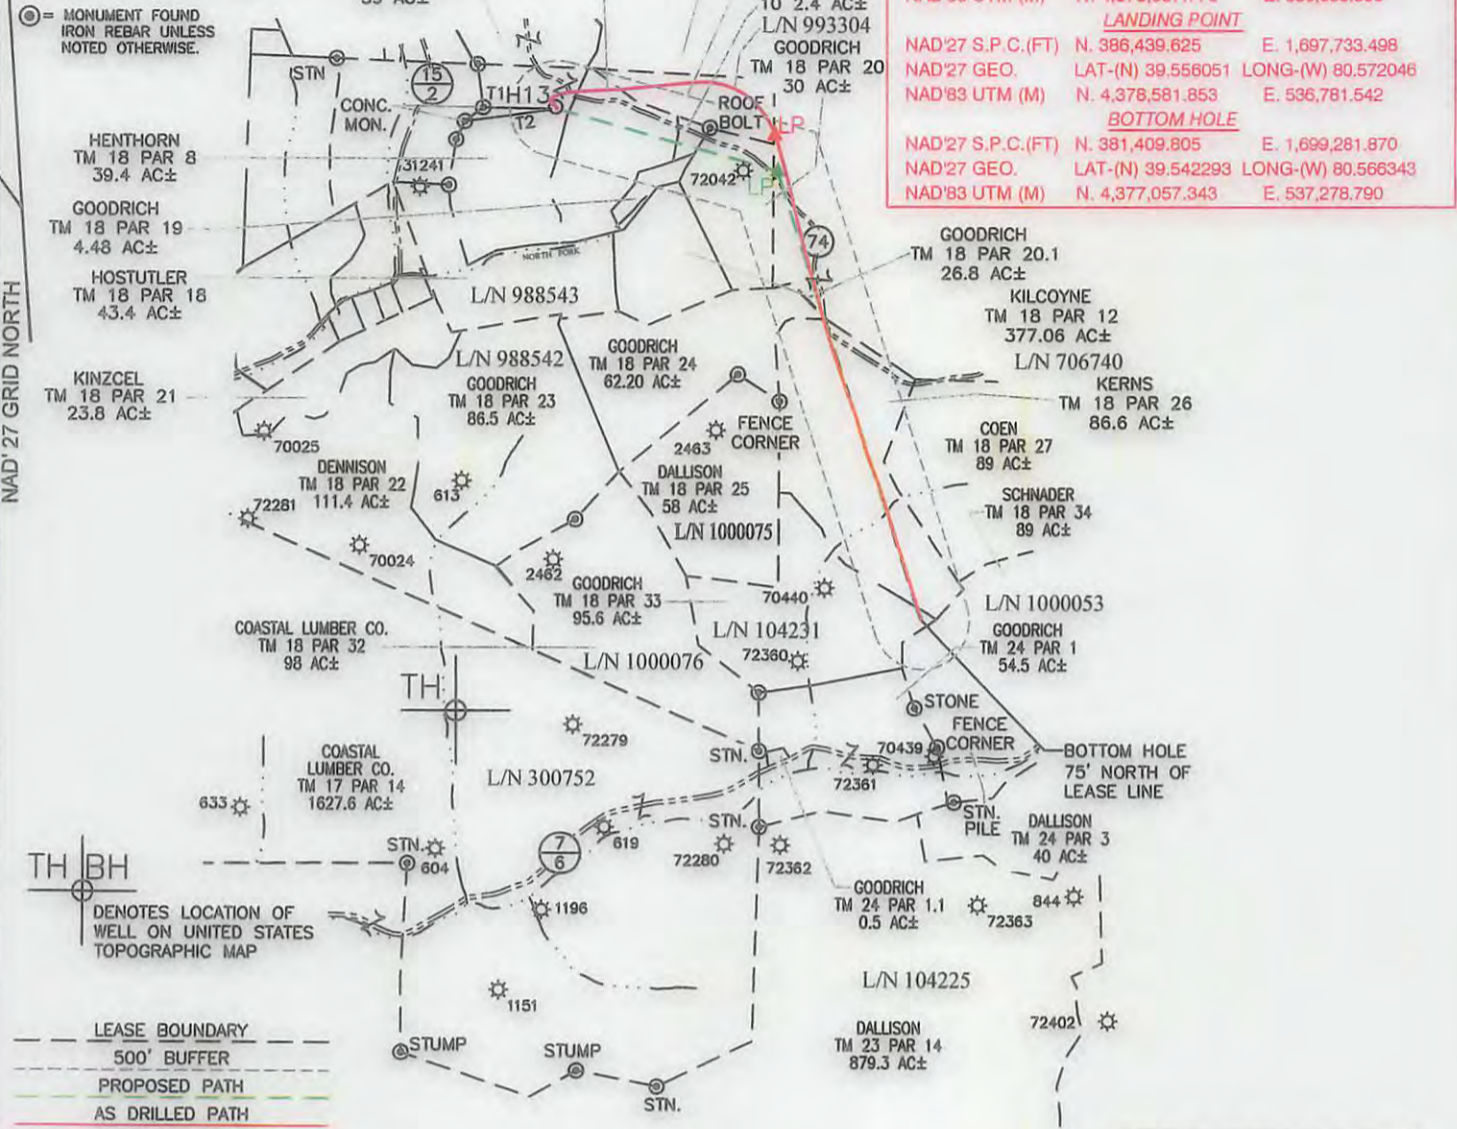 = MONUMENT FOUND
IRON REBAR UNLESS
NOTED OTHERWISE.
10 2.4 AC±
L/N 993304
GOODRICH
TM 18 PAR 20
30 AC±
LANDING POINT
NAD'27 S.P.C.(FT) N. 386,439.625 E. 1,697,733.498
NAD'27 GEO. LAT-(N) 39.556051 LONG-(W) 80.572046
NAD'83 UTM (M) N. 4,378,581.853 E. 536,781.542
BOTTOM HOLE
NAD'27 S.P.C.(FT) N. 381,409.805 E. 1,699,281.870
NAD'27 GEO. LAT-(N) 39.542293 LONG-(W) 80.566343
NAD'83 UTM (M) N. 4,377,057.343 E. 537,278.790
STN
15
2
T1
H13
T2
CONC.
MON.
ROOF
BOLT
LP
LP
HENTHORN
TM 18 PAR 8
39.4 AC±
31241
72042
GOODRICH
TM 18 PAR 19
4.48 AC±
74
GOODRICH
TM 18 PAR 20.1
26.8 AC±
NORTH FORK
HOSTUTLER
TM 18 PAR 18
43.4 AC±
L/N 988543
KILCOYNE
TM 18 PAR 12
377.06 AC±
L/N 706740
NAD' 27 GRID NORTH
L/N 988542
GOODRICH
TM 18 PAR 24
62.20 AC±
KINZCEL
TM 18 PAR 21
23.8 AC±
GOODRICH
TM 18 PAR 23
86.5 AC±
KERNS
TM 18 PAR 26
86.6 AC±
70025
2463
FENCE
CORNER
COEN
TM 18 PAR 27
89 AC±
DENNISON
TM 18 PAR 22
111.4 AC±
613
DALLISON
TM 18 PAR 25
58 AC±
SCHNADER
TM 18 PAR 34
89 AC±
72281
L/N 1000075
70024
2462
GOODRICH
TM 18 PAR 33
95.6 AC±
70440
L/N 1000053
COASTAL LUMBER CO.
TM 18 PAR 32
98 AC±
L/N 104231
GOODRICH
TM 24 PAR 1
54.5 AC±
L/N 1000076
72360
TH
STONE
72279
FENCE
CORNER
STN.
70439
BOTTOM HOLE
75' NORTH OF
LEASE LINE
COASTAL
LUMBER CO.
TM 17 PAR 14
1627.6 AC±
L/N 300752
72361
633
STN.
STN.
PILE
DALLISON
TM 24 PAR 3
40 AC±
STN.
604
7
6
619
72280
72362
TH BH
GOODRICH
TM 24 PAR 1.1
0.5 AC±
844
72363
DENOTES LOCATION OF
WELL ON UNITED STATES
TOPOGRAPHIC MAP
1196
1151
L/N 104225
72402
LEASE BOUNDARY
STUMP
STUMP
DALLISON
TM 23 PAR 14
879.3 AC±
500' BUFFER
PROPOSED PATH
STN.
AS DRILLED PATH